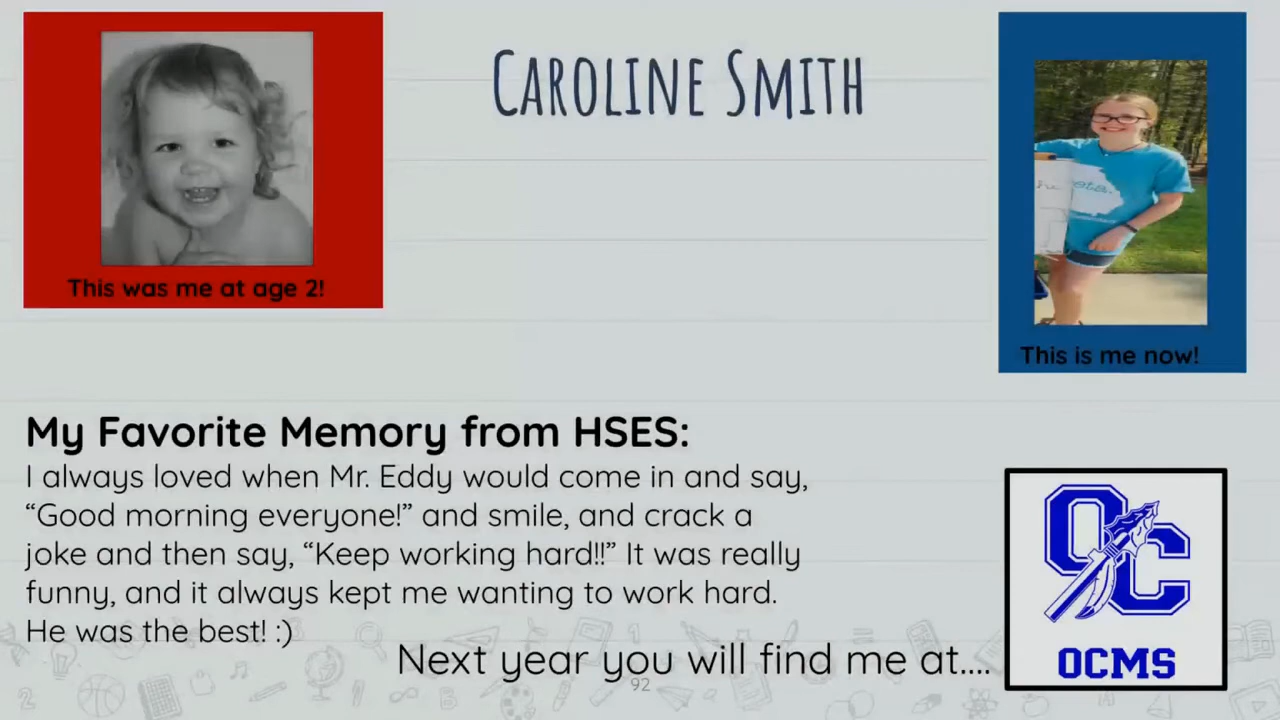 CAROLINE SMITH
This was me at age 2!
This is me now!
My Favorite Memory from HSES:
I always loved when Mr. Eddy would come in and say,
“Good morning everyone!” and smile, and crack a
joke and then say, “Keep working hard!!” It was really
funny, and it always kept me wanting to work hard.
He was the best! :)
Next year you will find me at....
92
OC
OCMS